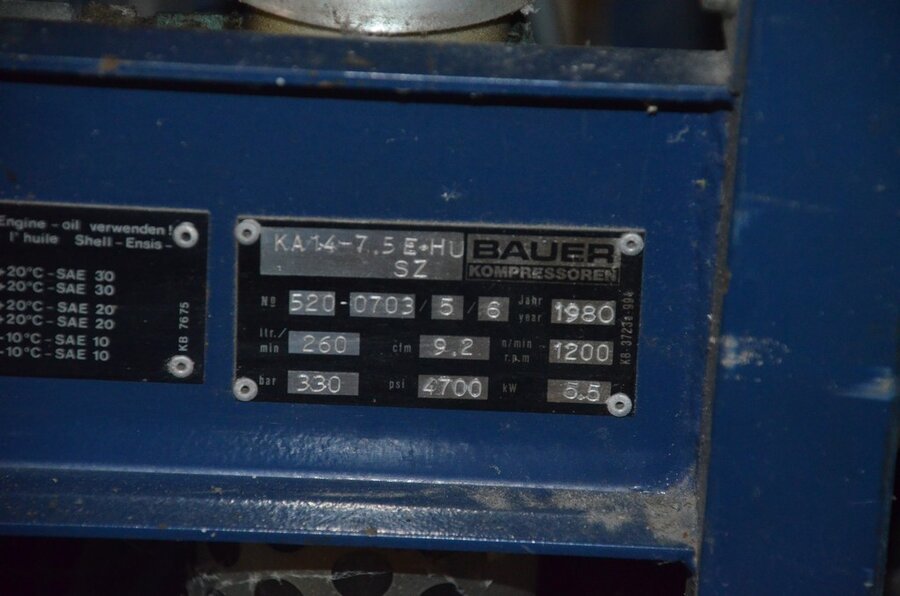 Engine - oil verwenden!
l'huile Shell-Ensis-
+20°C - SAE 30
+20°C - SAE 30
+20°C - SAE 20
+20°C - SAE 20
-10°C - SAE 10
-10°C - SAE 10
KB 7675
KA14-7.5 E-HU
SZ
BAUER
KOMPRESSOREN
No 520-0703/5/6 Jahr year 1980
ltr./min 260 cfm 9.2 n/min r.p.m 1200
bar 330 psi 4700 kW 5.5